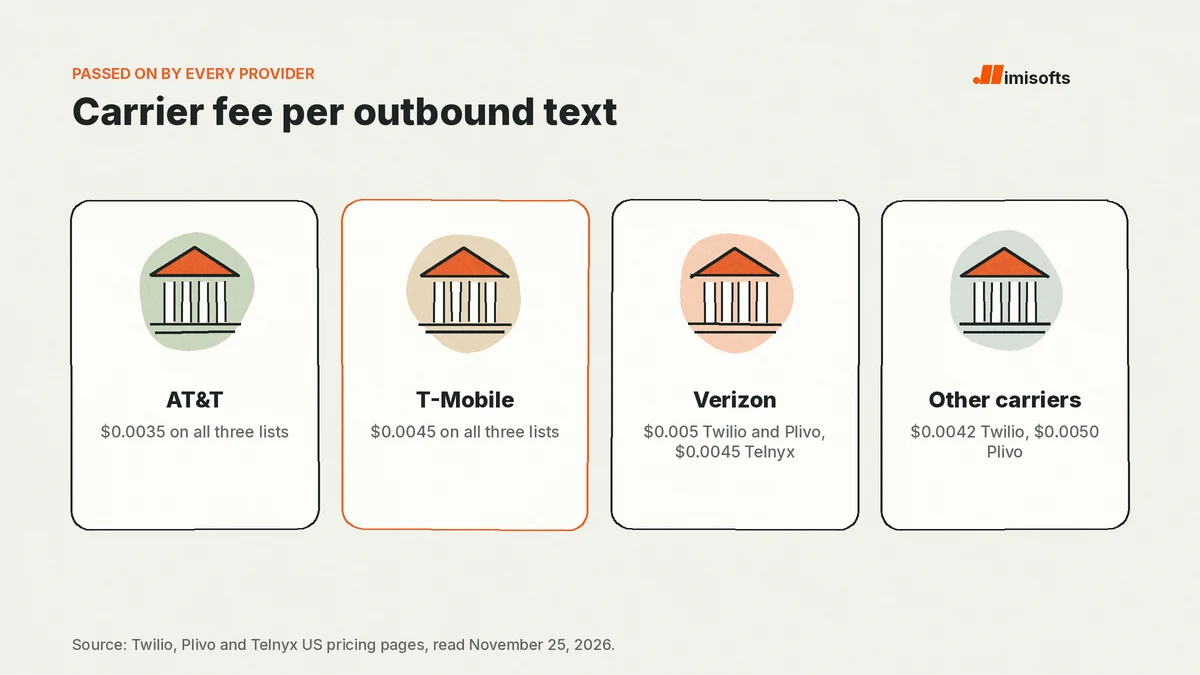 PASSED ON BY EVERY PROVIDER
imisofts
Carrier fee per outbound text
AT&T
$0.0035 on all three lists
T-Mobile
$0.0045 on all three lists
Verizon
$0.005 Twilio and Plivo,
$0.0045 Telnyx
Other carriers
$0.0042 Twilio, $0.0050
Plivo
Source: Twilio, Plivo and Telnyx US pricing pages, read November 25, 2026.